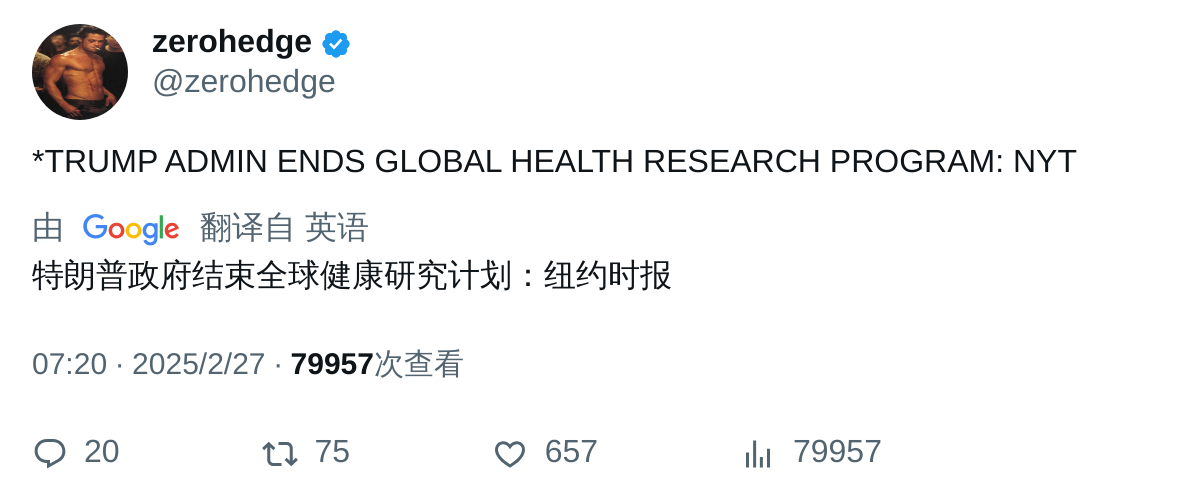 zerohedge
@zerohedge
*TRUMP ADMIN ENDS GLOBAL HEALTH RESEARCH PROGRAM: NYT
由 Google 翻译自 英语
特朗普政府结束全球健康研究计划：纽约时报
07:20 · 2025/2/27 · 79957次查看
20 75 657 79957